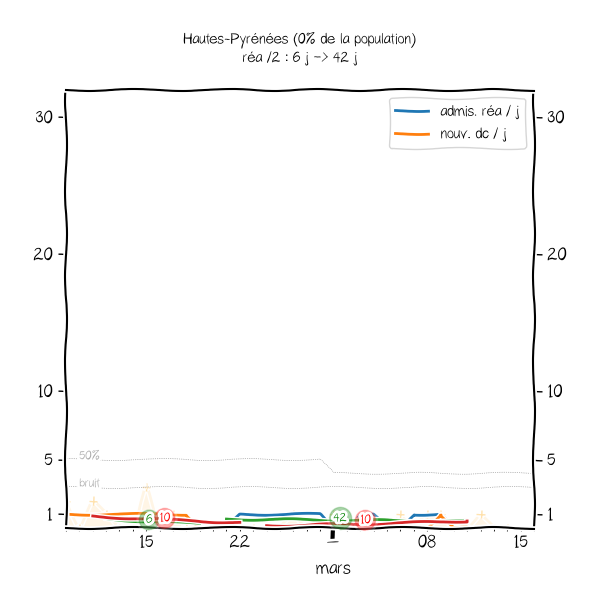 Hautes-Pyrénées (0% de la population)
réa /2 : 6 j -> 42 j
admis. réa / j
nouv. dc / j
30 30
20 20
10 10
5 50% 5
bruit
1 6 10 42 10 1
15 22 1 08 15
mars